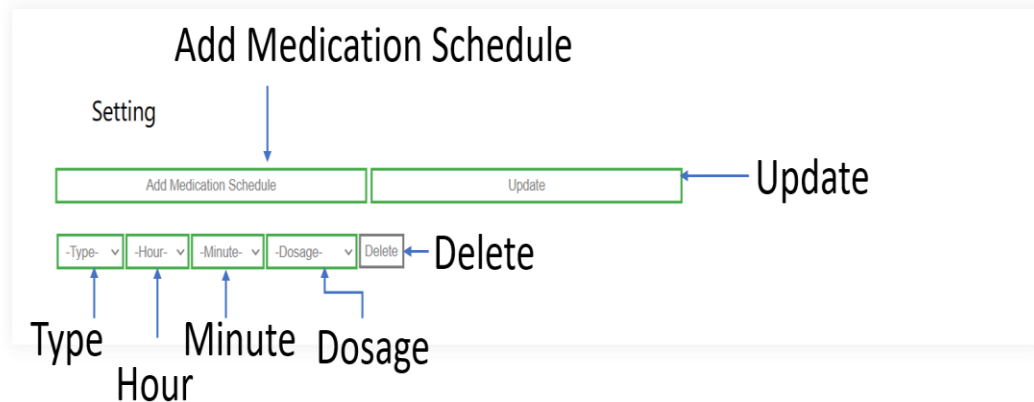 Add Medication Schedule
Setting
Add Medication Schedule Update Update
-Type- -Hour- -Minute- -Dosage- Delete Delete
Type Minute Dosage
Hour